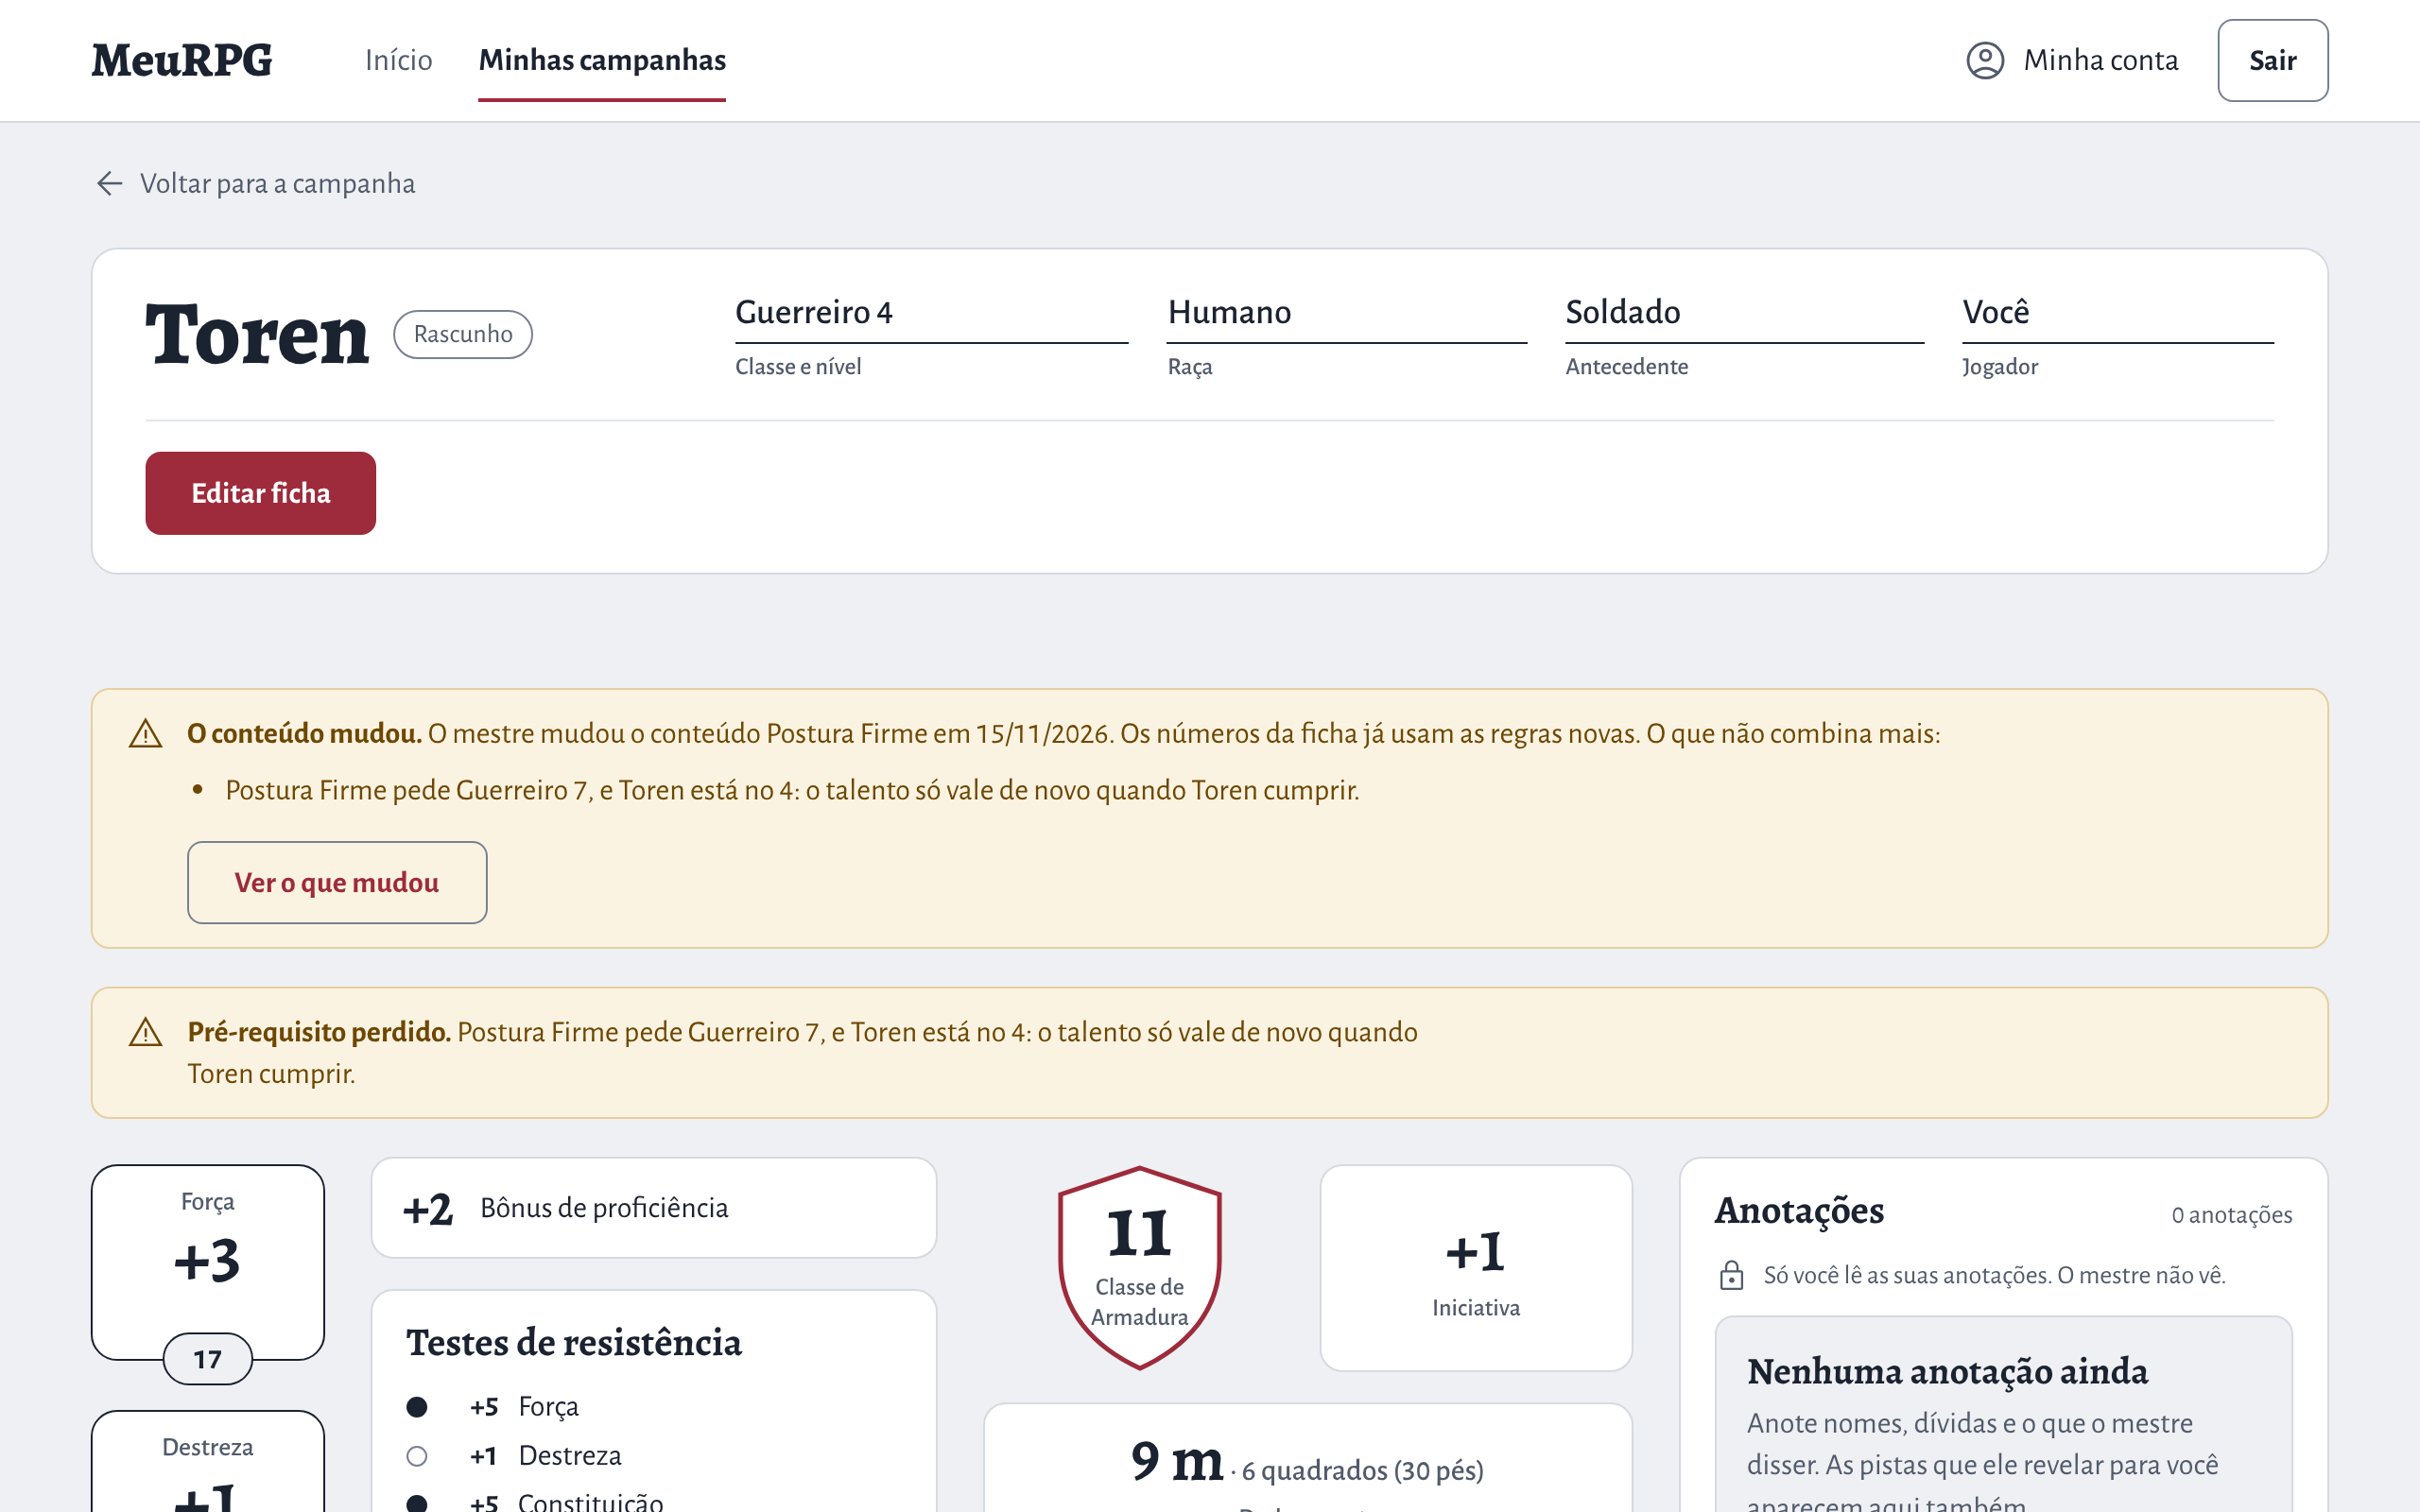 MeuRPG
Início
Minhas campanhas
Minha conta
Sair
Voltar para a campanha
Toren
Rascunho
Guerreiro 4
Classe e nível
Humano
Raça
Soldado
Antecedente
Você
Jogador
Editar ficha
O conteúdo mudou. O mestre mudou o conteúdo Postura Firme em 15/11/2026. Os números da ficha já usam as regras novas. O que não combina mais:
Postura Firme pede Guerreiro 7, e Toren está no 4: o talento só vale de novo quando Toren cumprir.
Ver o que mudou
Pré-requisito perdido. Postura Firme pede Guerreiro 7, e Toren está no 4: o talento só vale de novo quando
Toren cumprir.
Força
+3
17
Destreza
+1
+2 Bônus de proficiência
Testes de resistência
+5 Força
+1 Destreza
+5 Constituição
11
Classe de
Armadura
+1
Iniciativa
9 m · 6 quadrados (30 pés)
Anotações
0 anotações
Só você lê as suas anotações. O mestre não vê.
Nenhuma anotação ainda
Anote nomes, dívidas e o que o mestre
disser. As pistas que ele revelar para você
aparecem aqui também.